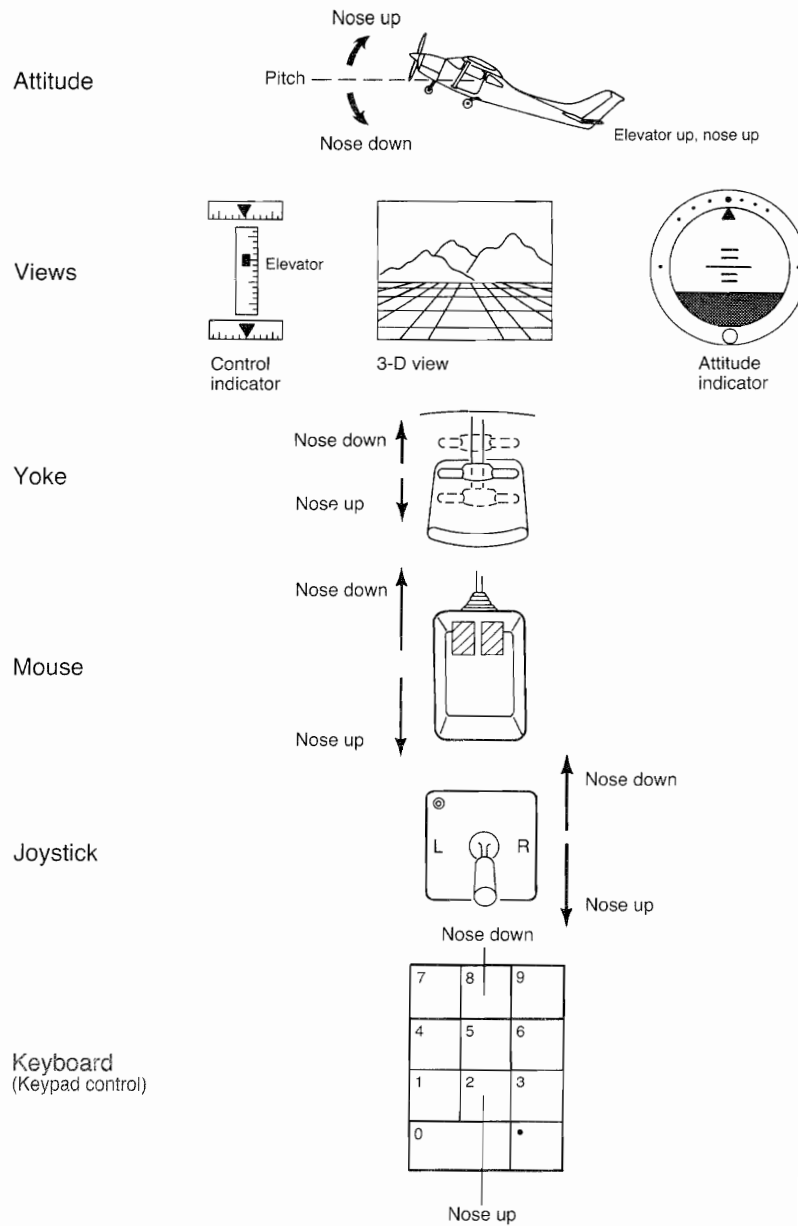 Nose up
Attitude
Pitch
Nose down
Elevator up, nose up
Views
Elevator
Control
indicator
3-D view
Attitude
indicator
Nose down
Yoke
Nose up
Nose down
Mouse
Nose up
Nose down
Joystick
L R
Nose up
Nose down
7 8 9
4 5 6
Keyboard
(Keypad control)
1 2 3
0 •
Nose up